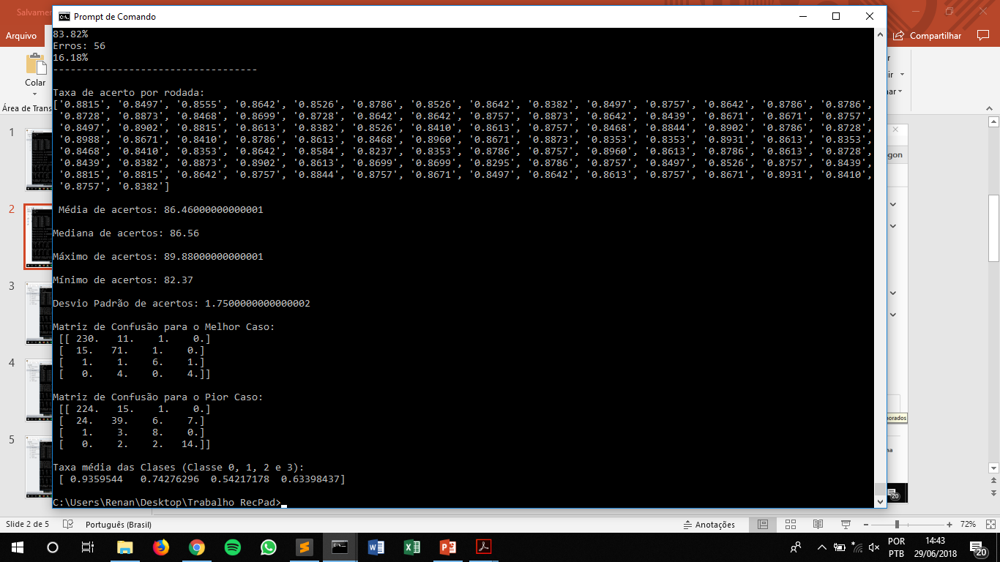 Salvamen
Prompt de Comando
Arquivo
Compartilhar
Colar
Área de Trans
83.82%
Erros: 56
16.18%
-----------------------------------
Taxa de acerto por rodada:
['0.8815', '0.8497', '0.8555', '0.8642', '0.8526', '0.8786', '0.8526', '0.8642', '0.8382', '0.8497', '0.8757', '0.8642', '0.8786', '0.8786',
'0.8728', '0.8873', '0.8468', '0.8699', '0.8728', '0.8642', '0.8642', '0.8757', '0.8873', '0.8642', '0.8439', '0.8671', '0.8671', '0.8757',
'0.8497', '0.8902', '0.8815', '0.8613', '0.8382', '0.8526', '0.8410', '0.8613', '0.8757', '0.8468', '0.8844', '0.8902', '0.8786', '0.8728',
'0.8988', '0.8671', '0.8410', '0.8786', '0.8613', '0.8468', '0.8960', '0.8671', '0.8873', '0.8353', '0.8353', '0.8931', '0.8613', '0.8353',
'0.8468', '0.8410', '0.8353', '0.8642', '0.8584', '0.8237', '0.8353', '0.8786', '0.8757', '0.8960', '0.8613', '0.8786', '0.8613', '0.8728',
'0.8439', '0.8382', '0.8873', '0.8902', '0.8613', '0.8699', '0.8699', '0.8295', '0.8786', '0.8757', '0.8497', '0.8526', '0.8757', '0.8439',
'0.8815', '0.8815', '0.8642', '0.8757', '0.8844', '0.8757', '0.8671', '0.8497', '0.8642', '0.8613', '0.8757', '0.8671', '0.8931', '0.8410',
'0.8757', '0.8382']
Média de acertos: 86.46000000000001
Mediana de acertos: 86.56
Máximo de acertos: 89.88000000000001
Mínimo de acertos: 82.37
Desvio Padrão de acertos: 1.7500000000000002
Matriz de Confusão para o Melhor Caso:
[[ 230. 11. 1. 0.]
[ 15. 71. 1. 0.]
[ 1. 1. 6. 1.]
[ 0. 4. 0. 4.]]
Matriz de Confusão para o Pior Caso:
[[ 224. 15. 1. 0.]
[ 24. 39. 6. 7.]
[ 1. 3. 8. 0.]
[ 0. 2. 2. 14.]]
Taxa média das Clases (Classe 0, 1, 2 e 3):
[ 0.9359544 0.74276296 0.54217178 0.63398437]
C:\Users\Renan\Desktop\Trabalho RecPad>
1
2
3
4
5
gon
norados
na
20
Slide 2 de 5
Português (Brasil)
Anotações
72%
POR
PTB
14:43
29/06/2018
20